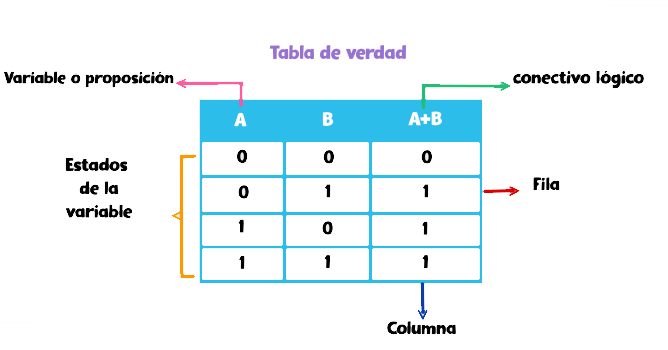 Tabla de verdad
Variable o proposición
conectivo lógico
A B A+B
0 0 0
0 1 1
1 0 1
1 1 1
Estados
de la
variable
Fila
Columna